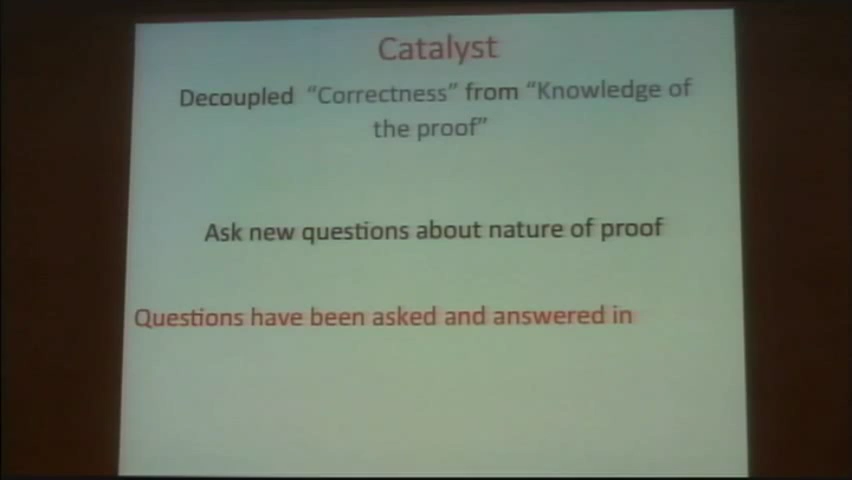 Catalyst
Decoupled “Correctness” from “Knowledge of
the proof”
Ask new questions about nature of proof
Questions have been asked and answered in